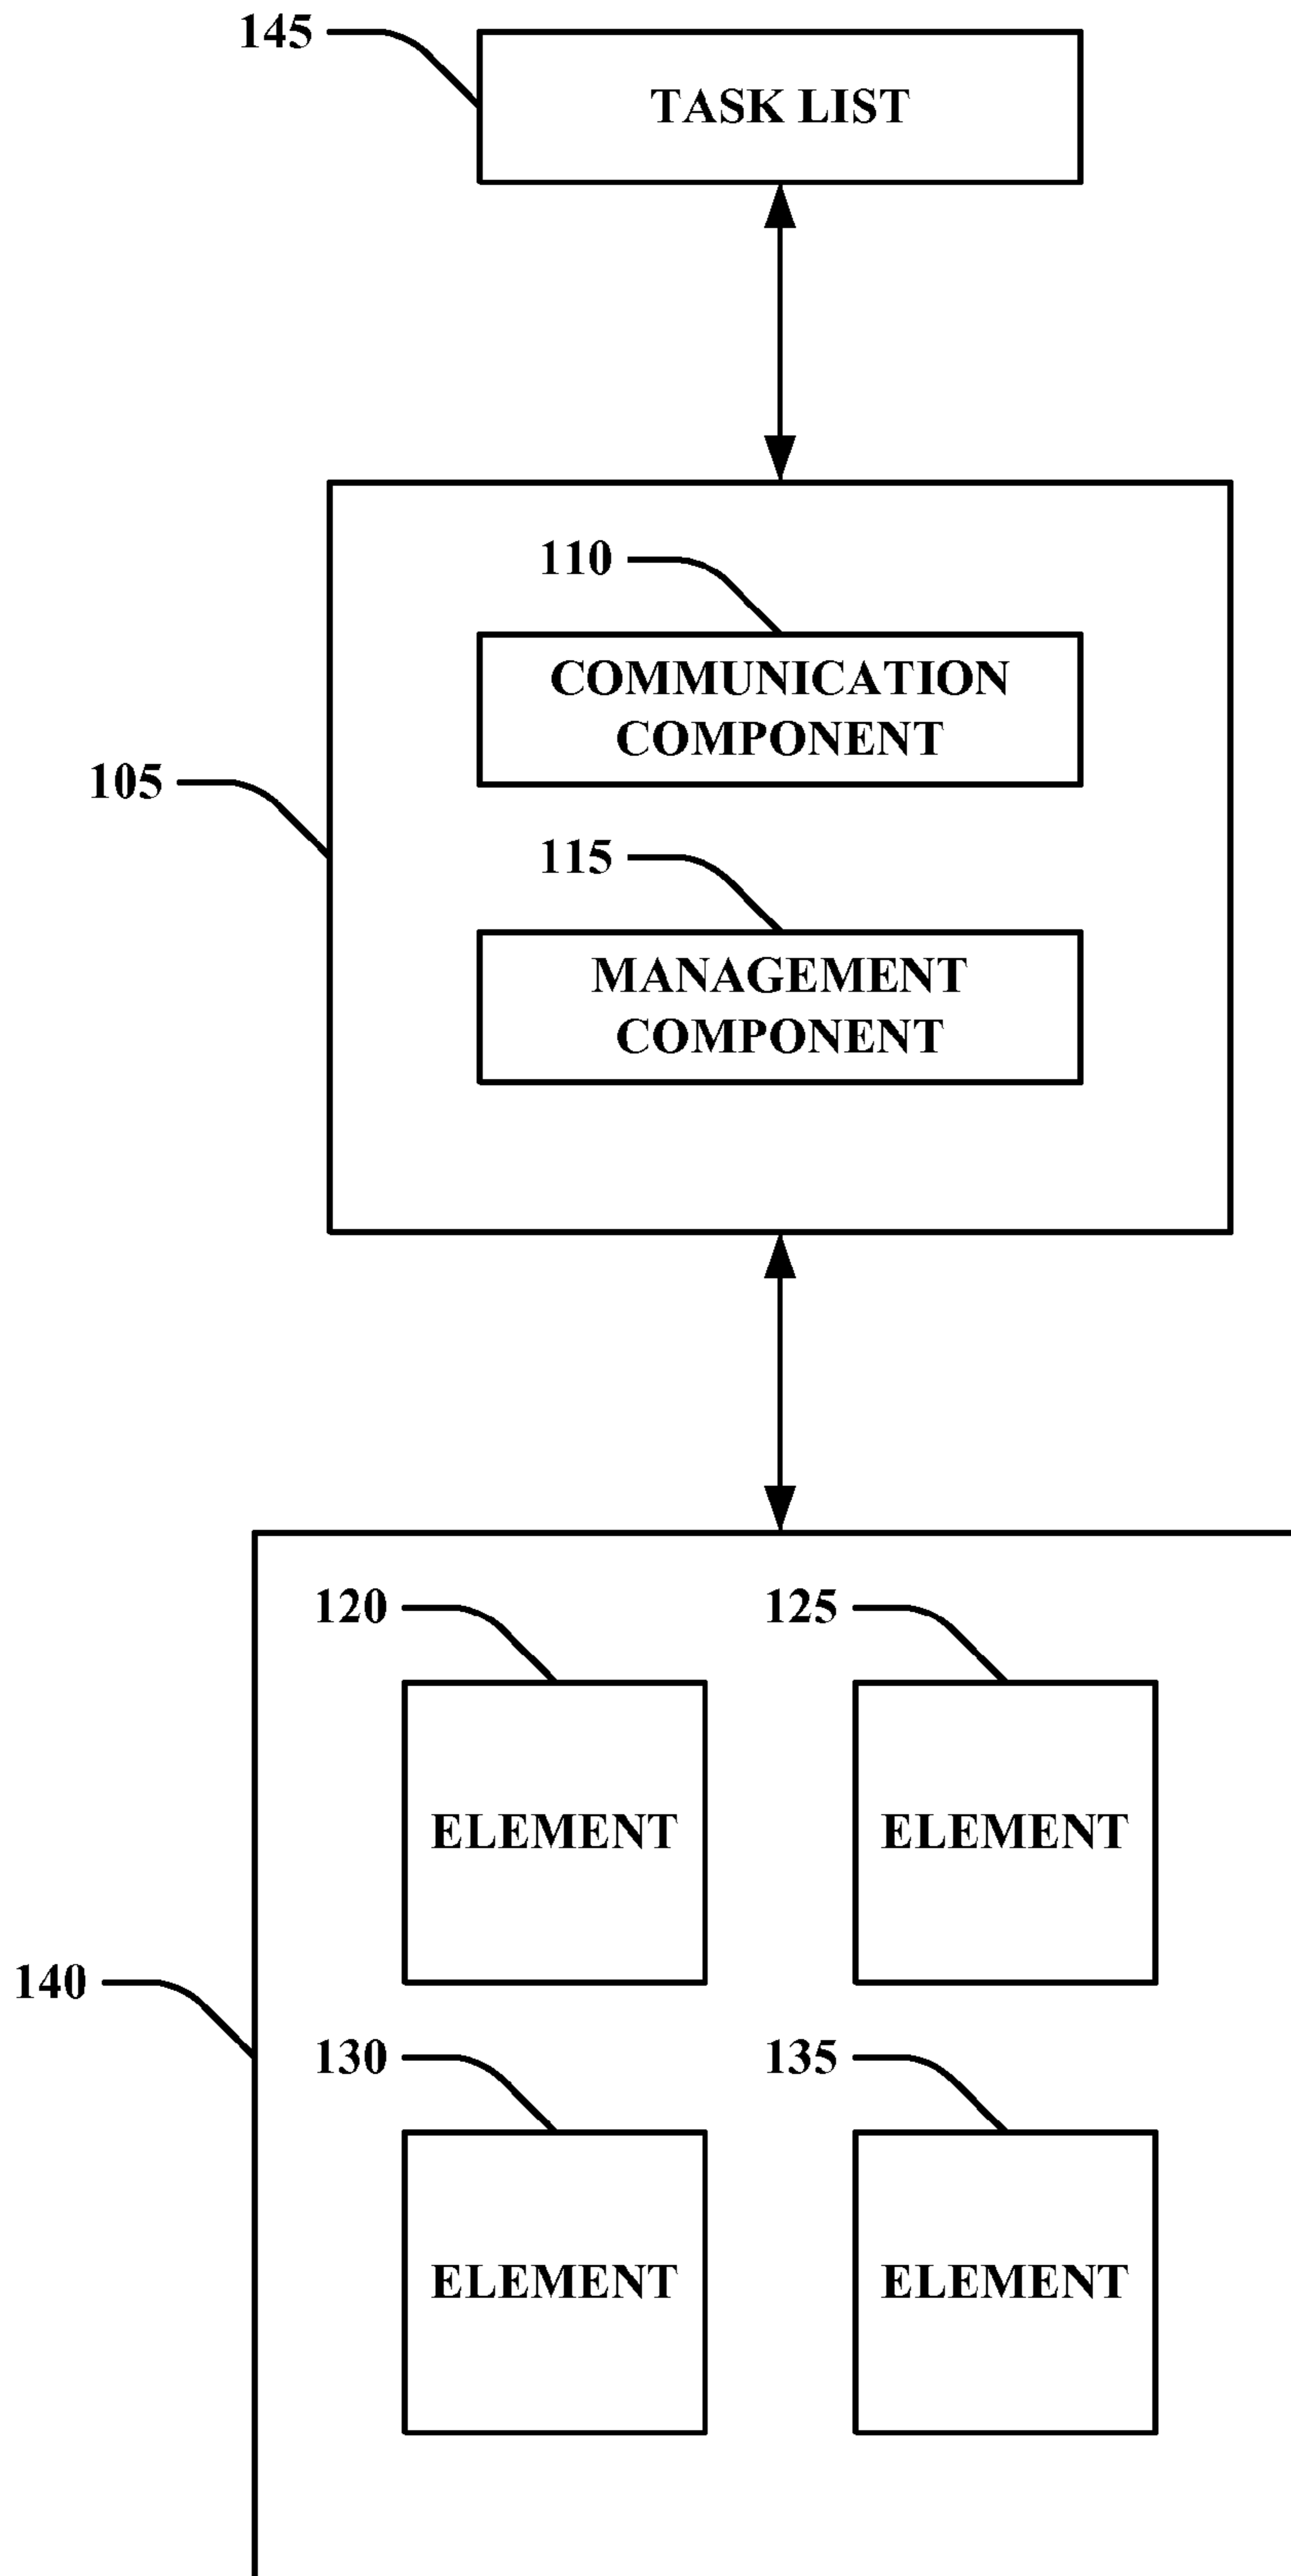 145
TASK LIST
110
COMMUNICATION
COMPONENT
105
115
MANAGEMENT
COMPONENT
120
125
ELEMENT
ELEMENT
140
130
135
ELEMENT
ELEMENT